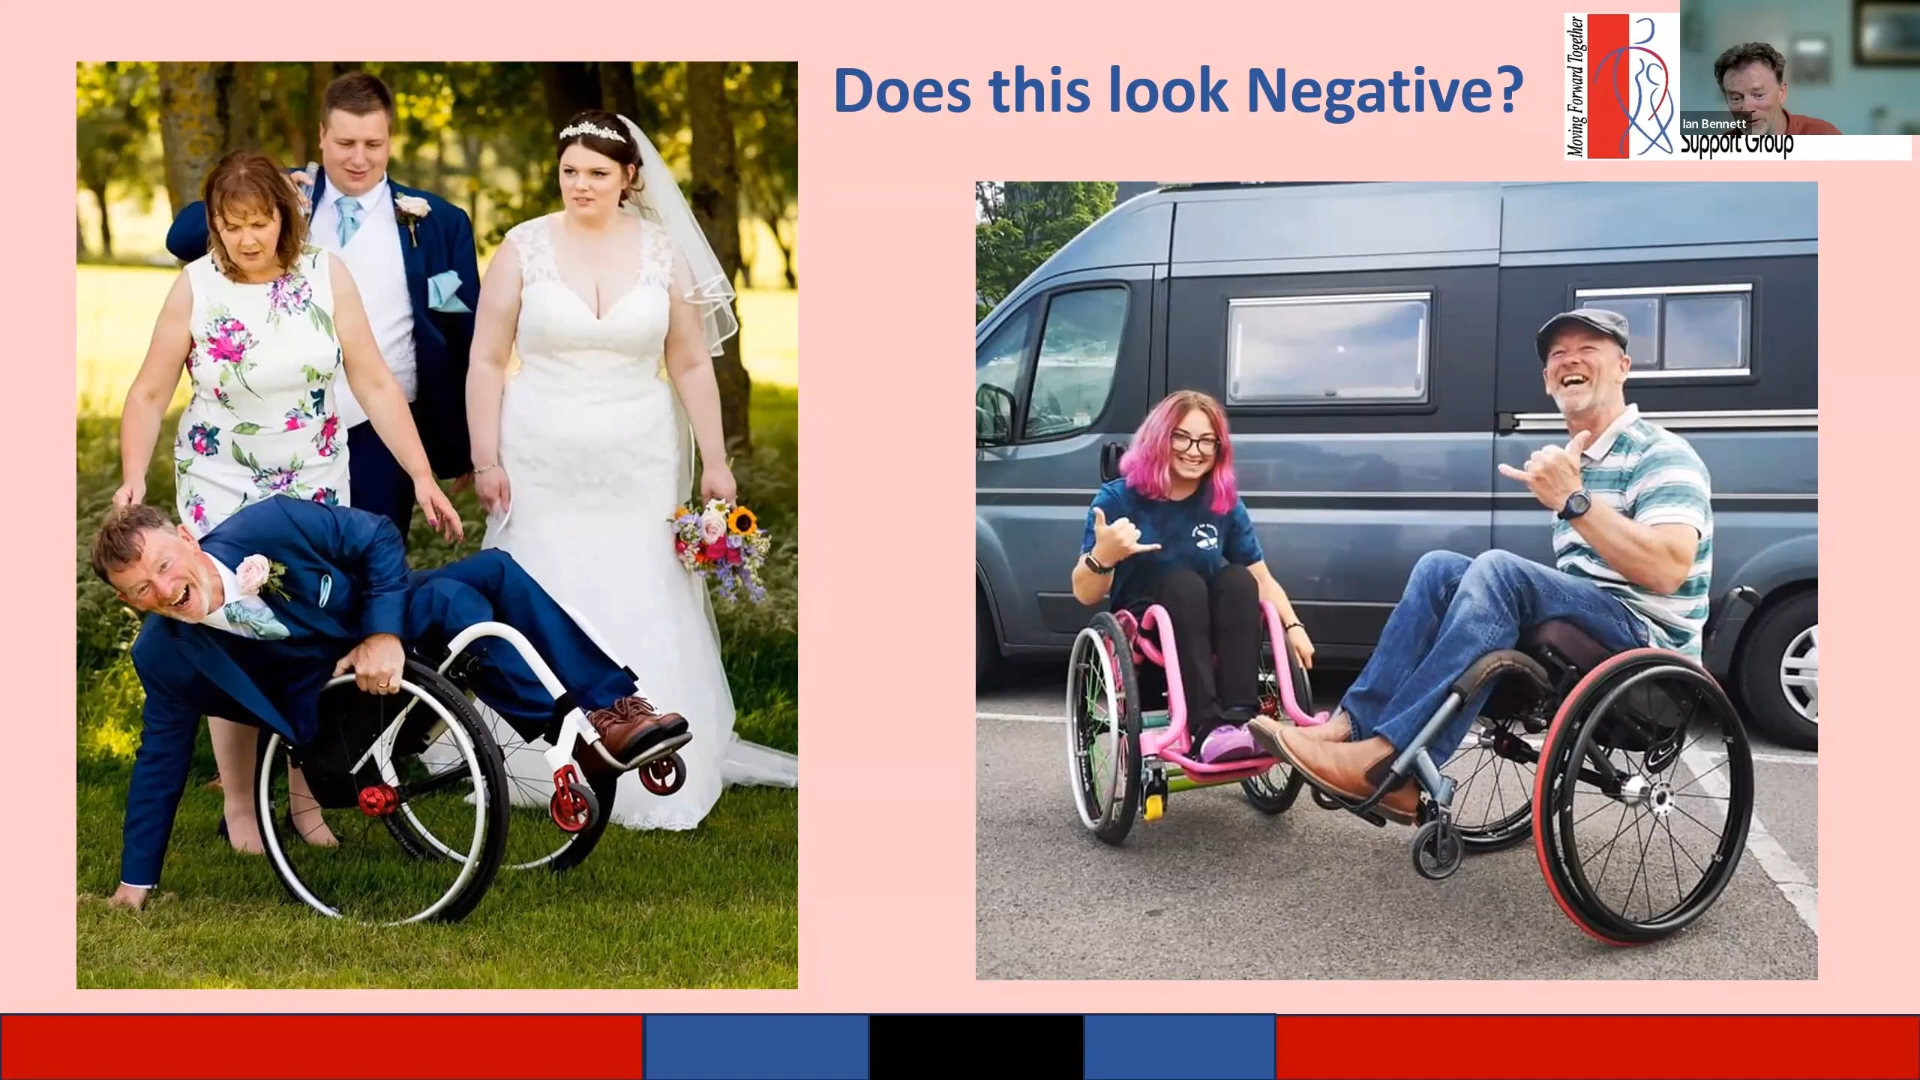 Does this look Negative?
Moving Forward Together
Ian Bennett
Support Group